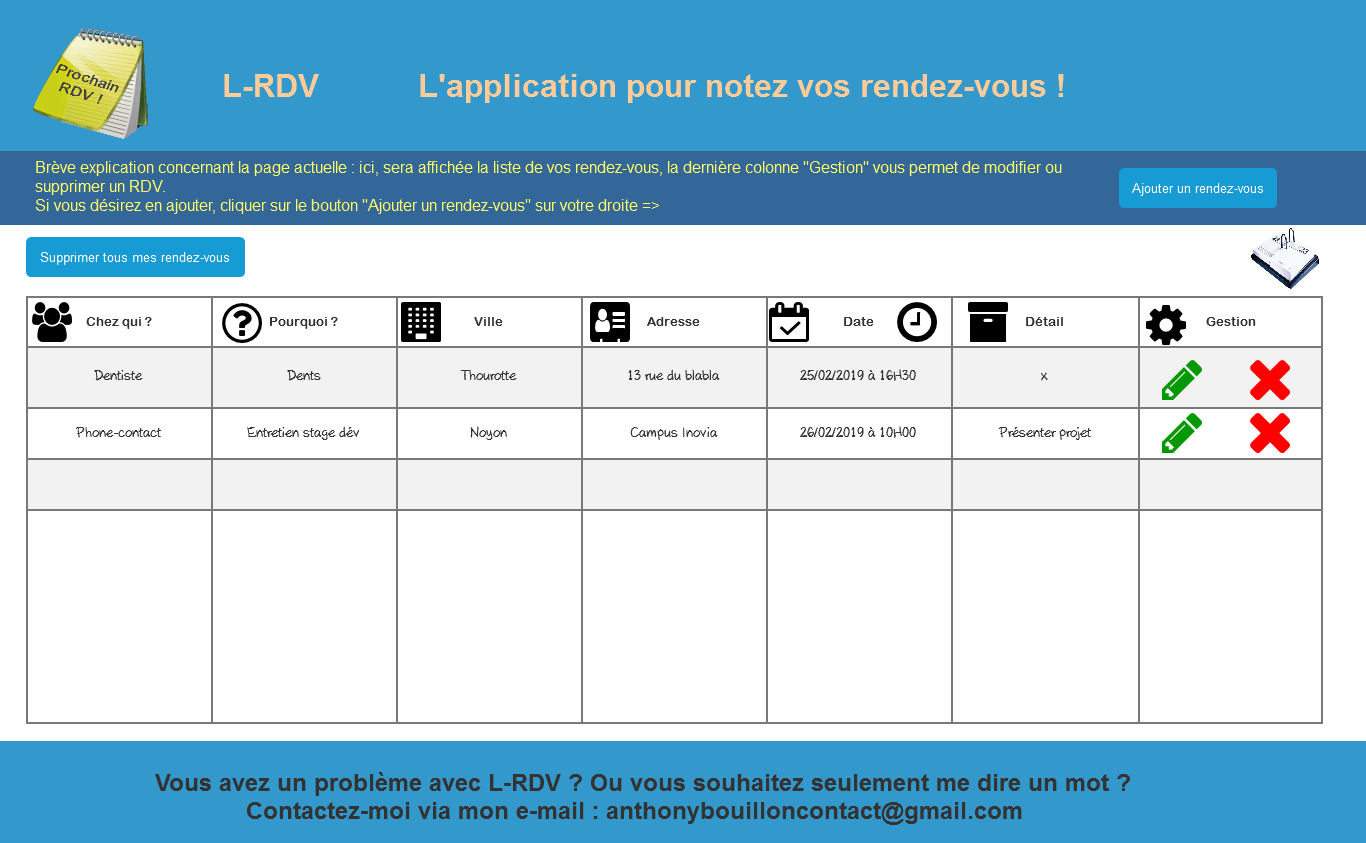 Prochain
RDV !
L-RDV
L'application pour notez vos rendez-vous !
Brève explication concernant la page actuelle : ici, sera affichée la liste de vos rendez-vous, la dernière colonne "Gestion" vous permet de modifier ou
supprimer un RDV.
Si vous désirez en ajouter, cliquer sur le bouton "Ajouter un rendez-vous" sur votre droite =>
Ajouter un rendez-vous
Supprimer tous mes rendez-vous
Chez qui ? Pourquoi ? Ville Adresse Date Détail Gestion
Dentiste Dents Thourotte 13 rue du blabla 25/02/2019 à 16H30 x
Phone-contact Entretien stage dév Noyon Campus Inovia 26/02/2019 à 10H00 Présenter projet
Vous avez un problème avec L-RDV ? Ou vous souhaitez seulement me dire un mot ?
Contactez-moi via mon e-mail : anthonybouilloncontact@gmail.com